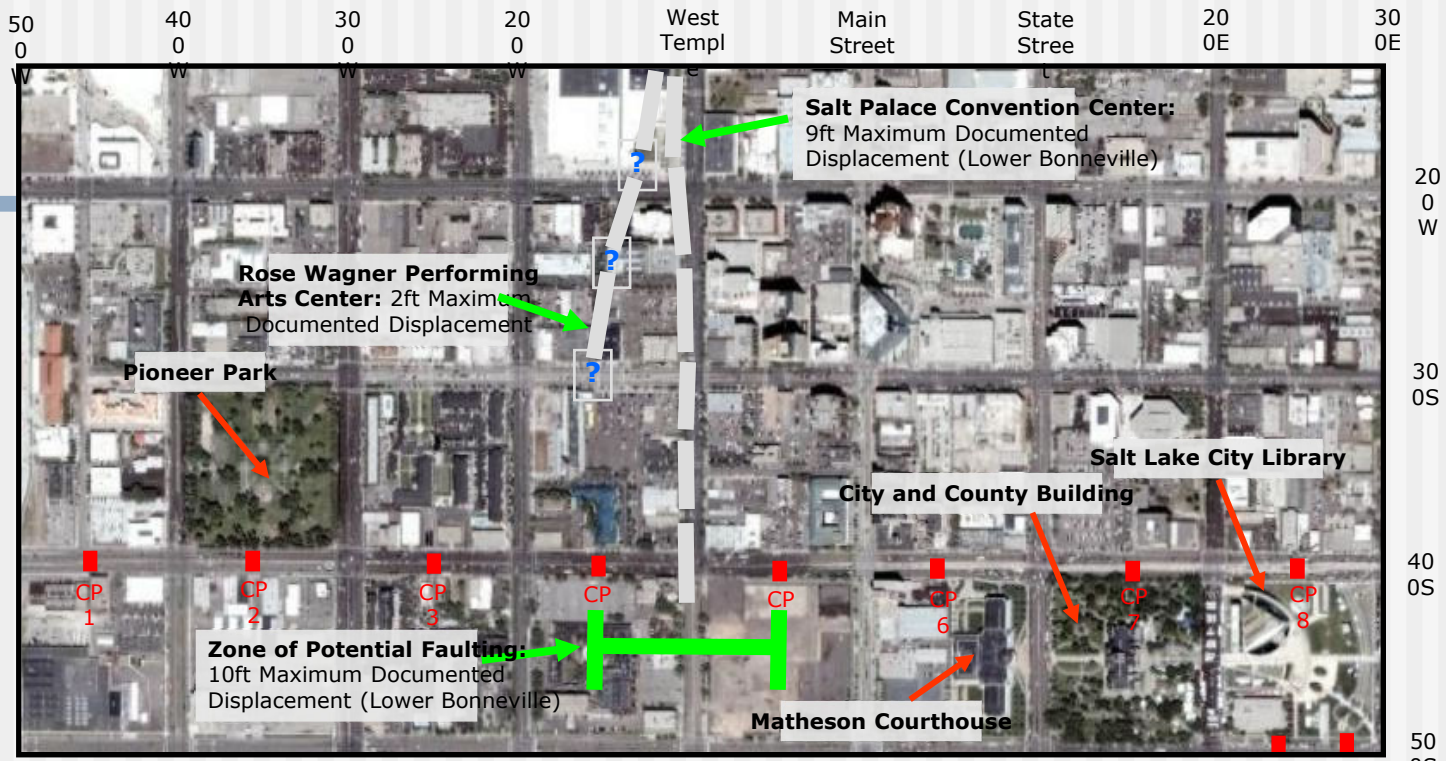 50
0
W
40
0
W
30
0
W
20
0
W
West
Temple
Main
Street
State
Street
20
0E
30
0E
Salt Palace Convention Center:
9ft Maximum Documented
Displacement (Lower Bonneville)
?
20
0
W
?
Rose Wagner Performing
Arts Center: 2ft Maximum
Documented Displacement
Pioneer Park
?
30
0S
Salt Lake City Library
City and County Building
40
0S
CP
1
CP
2
CP
3
CP
CP
CP
6
CP
7
CP
8
Zone of Potential Faulting:
10ft Maximum Documented
Displacement (Lower Bonneville)
Matheson Courthouse
50
0S